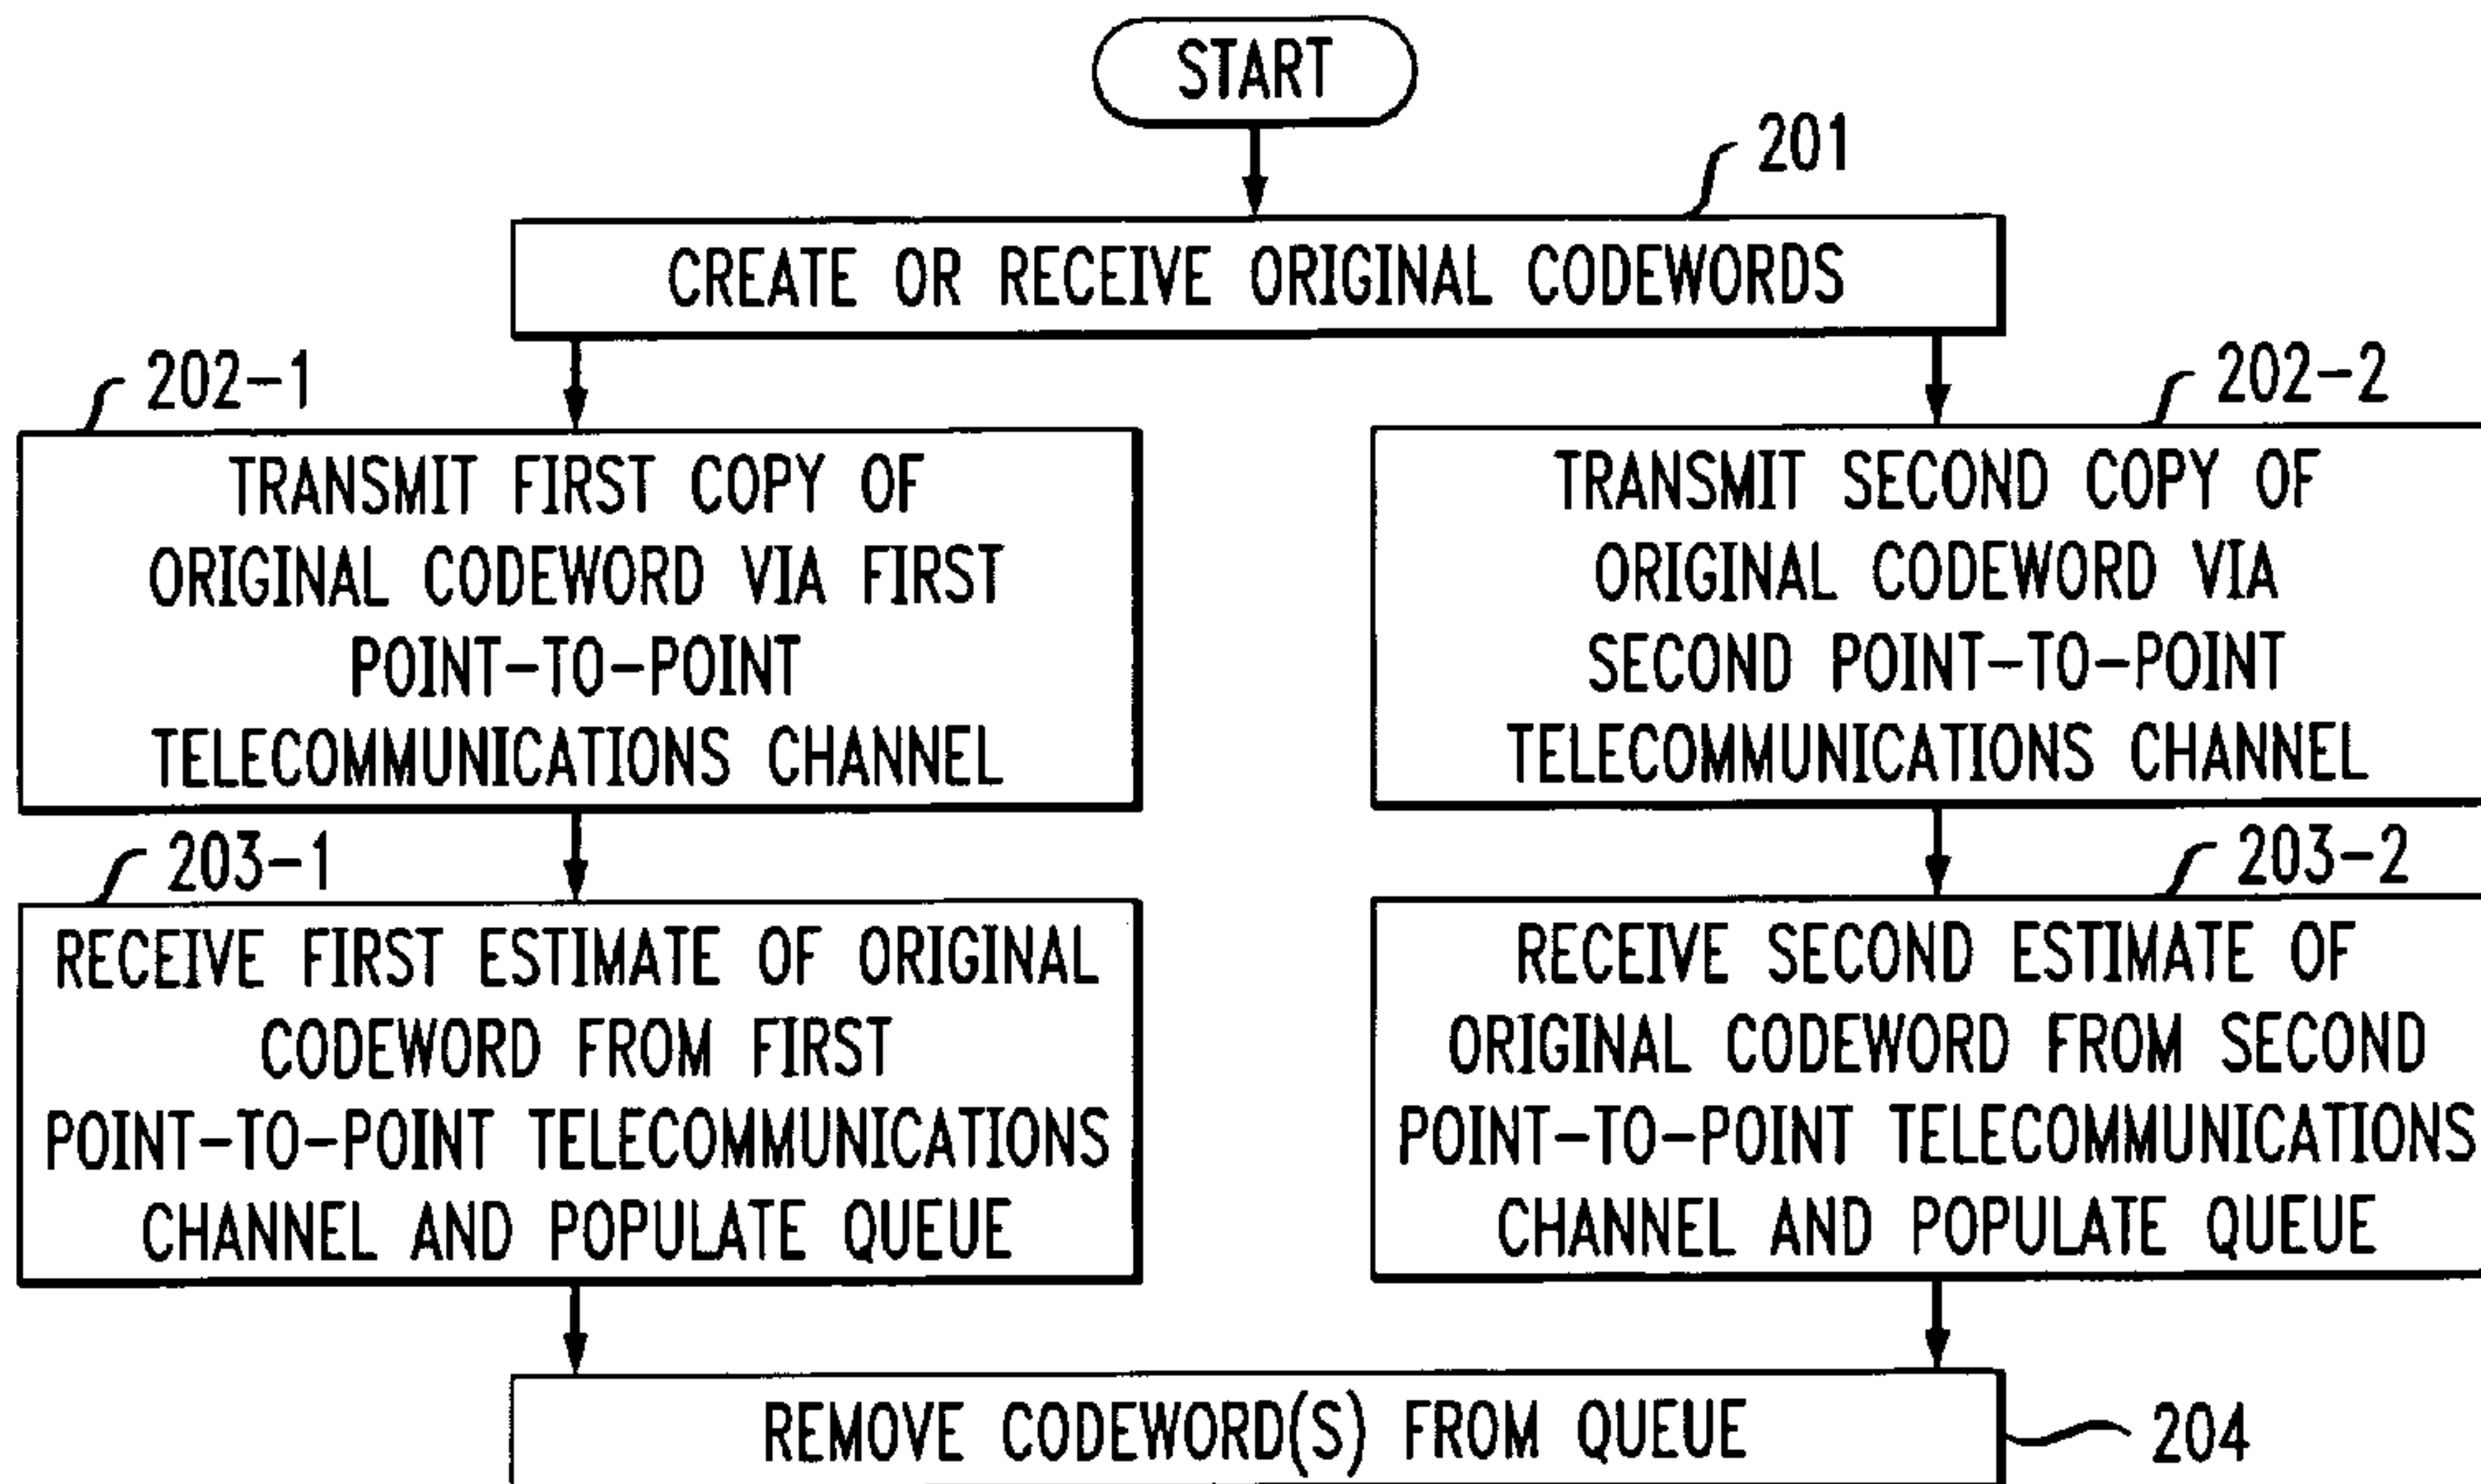 START
201
CREATE OR RECEIVE ORIGINAL CODEWORDS
202-1
TRANSMIT FIRST COPY OF
ORIGINAL CODEWORD VIA FIRST
POINT-TO-POINT
TELECOMMUNICATIONS CHANNEL
202-2
TRANSMIT SECOND COPY OF
ORIGINAL CODEWORD VIA
SECOND POINT-TO-POINT
TELECOMMUNICATIONS CHANNEL
203-1
RECEIVE FIRST ESTIMATE OF ORIGINAL
CODEWORD FROM FIRST
POINT-TO-POINT TELECOMMUNICATIONS
CHANNEL AND POPULATE QUEUE
203-2
RECEIVE SECOND ESTIMATE OF
ORIGINAL CODEWORD FROM SECOND
POINT-TO-POINT TELECOMMUNICATIONS
CHANNEL AND POPULATE QUEUE
REMOVE CODEWORD(S) FROM QUEUE
204